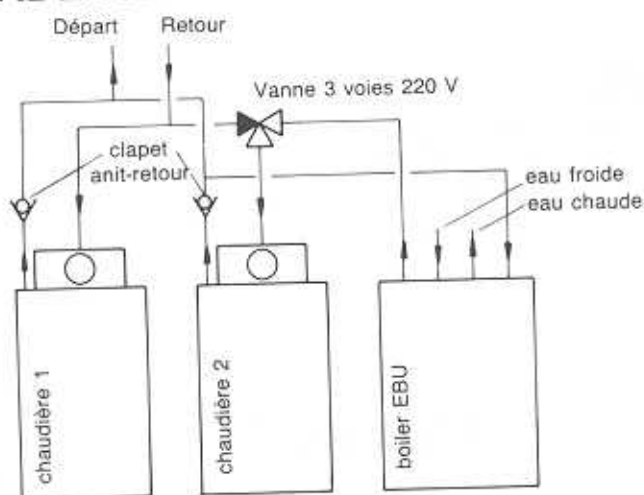 Départ Retour
Vanne 3 voies 220 V
clapet
anit-retour
eau froide
eau chaude
chaudière 1
chaudière 2
boiler EBU